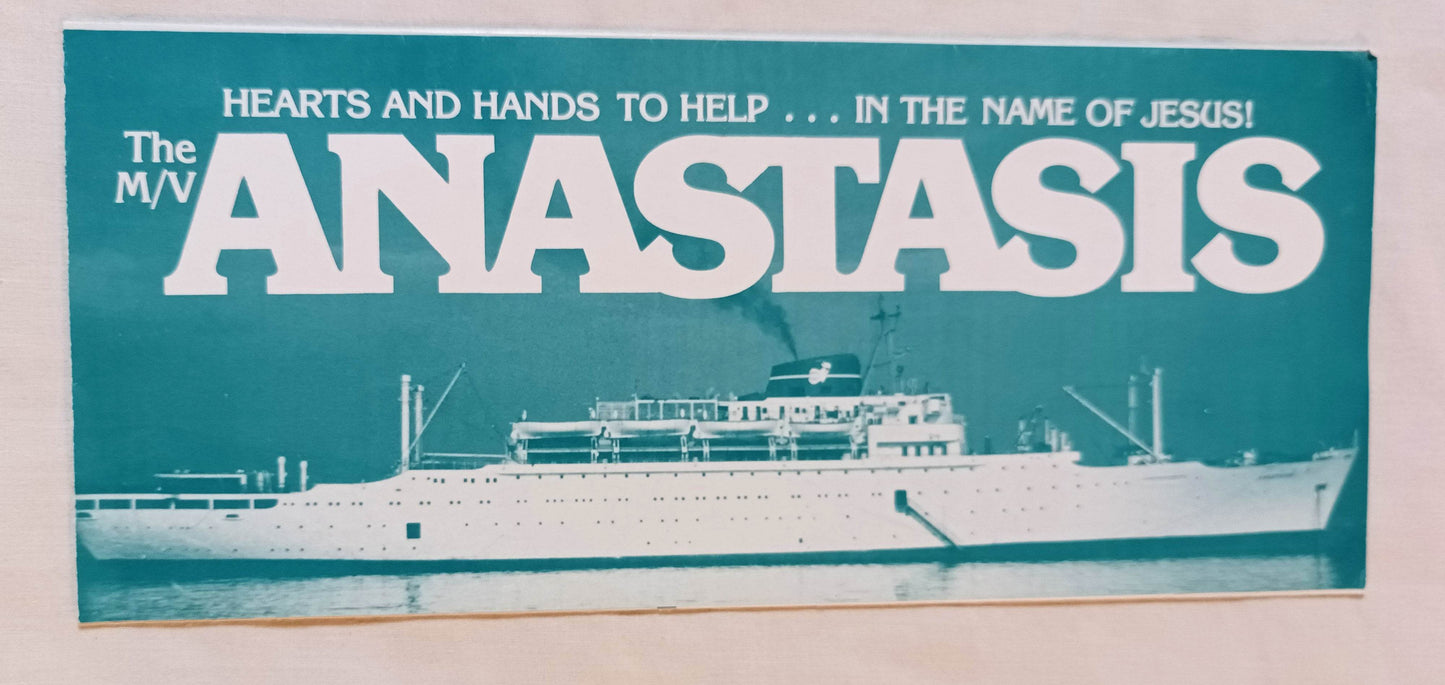 HEARTS AND HANDS TO HELP . . . IN THE NAME OF JESUS!
The
M/V
ANASTASIS